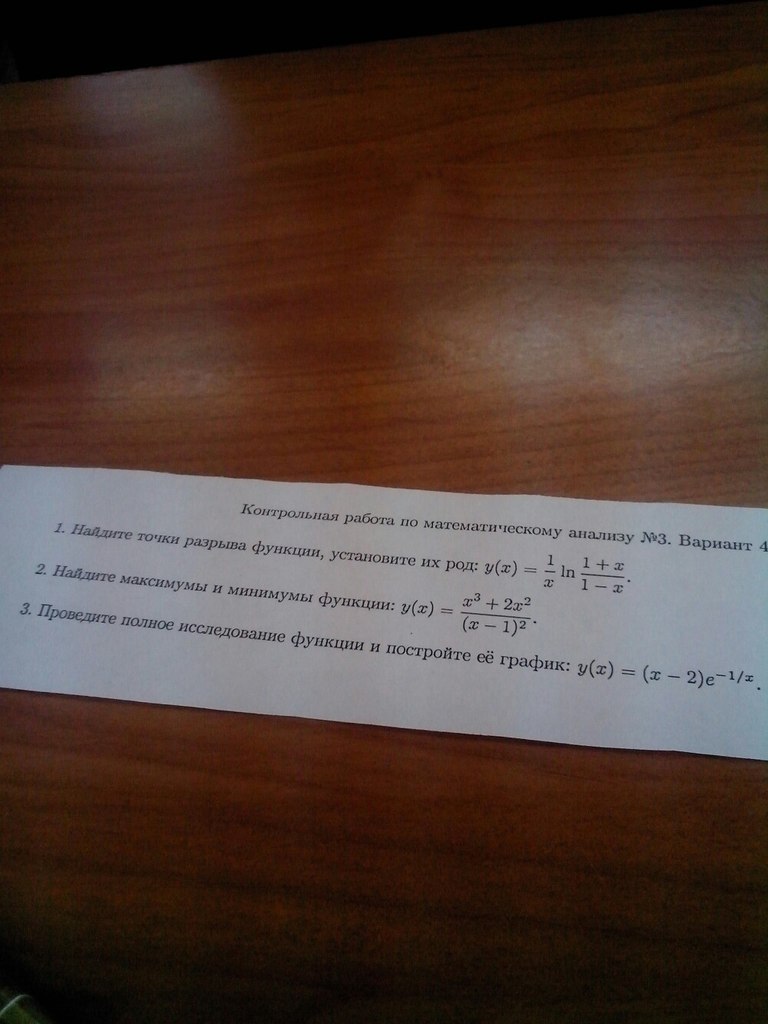 Контрольная работа по математическому анализу №3. Вариант 4
1. Найдите точки разрыва функции, установите их род: y(x) = \frac{1}{x} \ln \frac{1 + x}{1 − x}.
2. Найдите максимумы и минимумы функции: y(x) = \frac{x^3 + 2x^2}{(x − 1)^2}.
3. Проведите полное исследование функции и постройте её график: y(x) = (x − 2)e^{−1/x}.